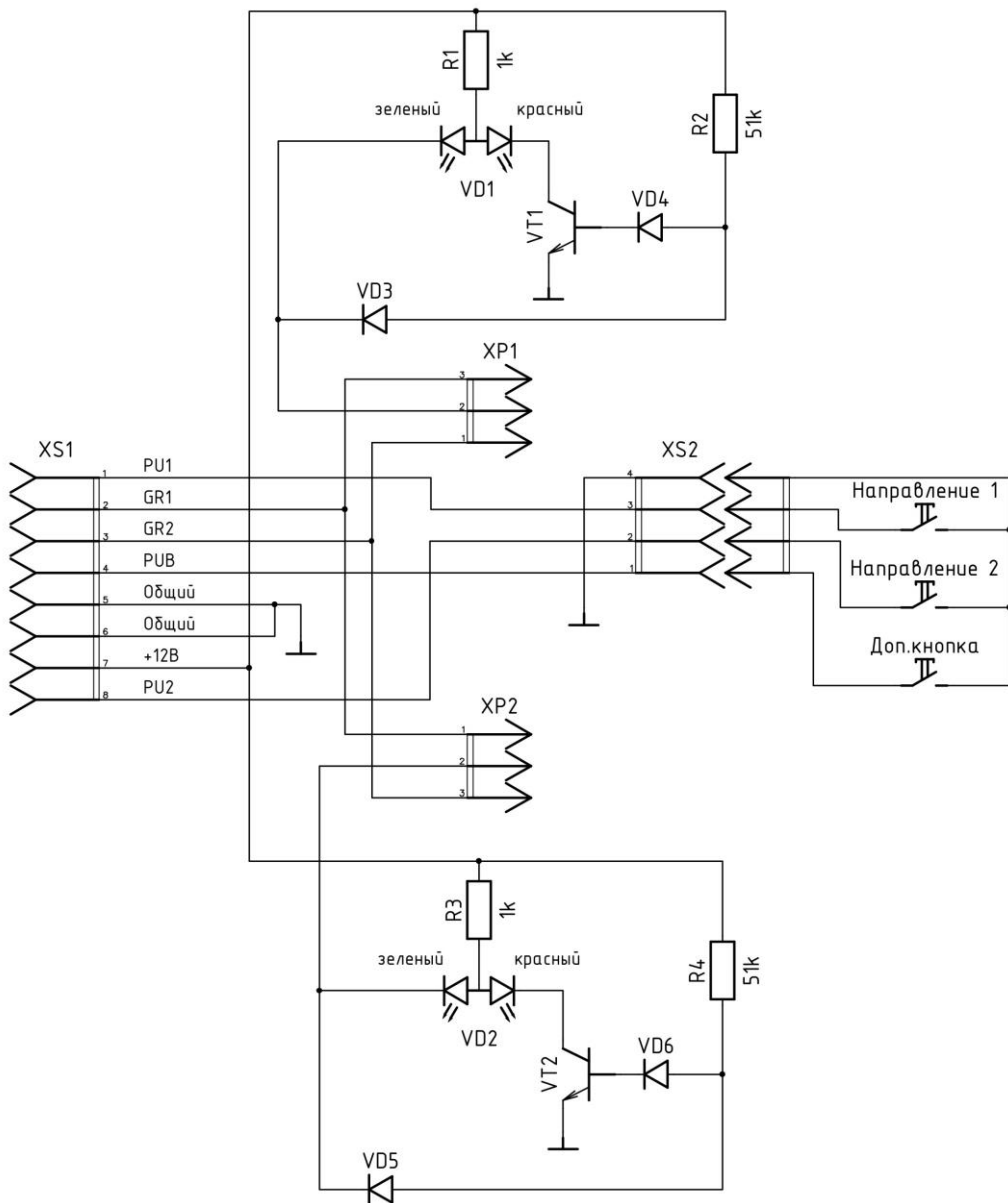 R1
1k
зеленый
красный
VD1
R2
51k
VT1
VD4
VD3
XP1
3
2
1
XS1
1
PU1
2
GR1
3
GR2
4
PUB
5
Общий
6
Общий
7
+12В
8
PU2
XS2
4
3
2
1
Направление 1
Направление 2
Доп.кнопка
XP2
1
2
3
R3
1k
зеленый
красный
VD2
R4
51k
VT2
VD6
VD5